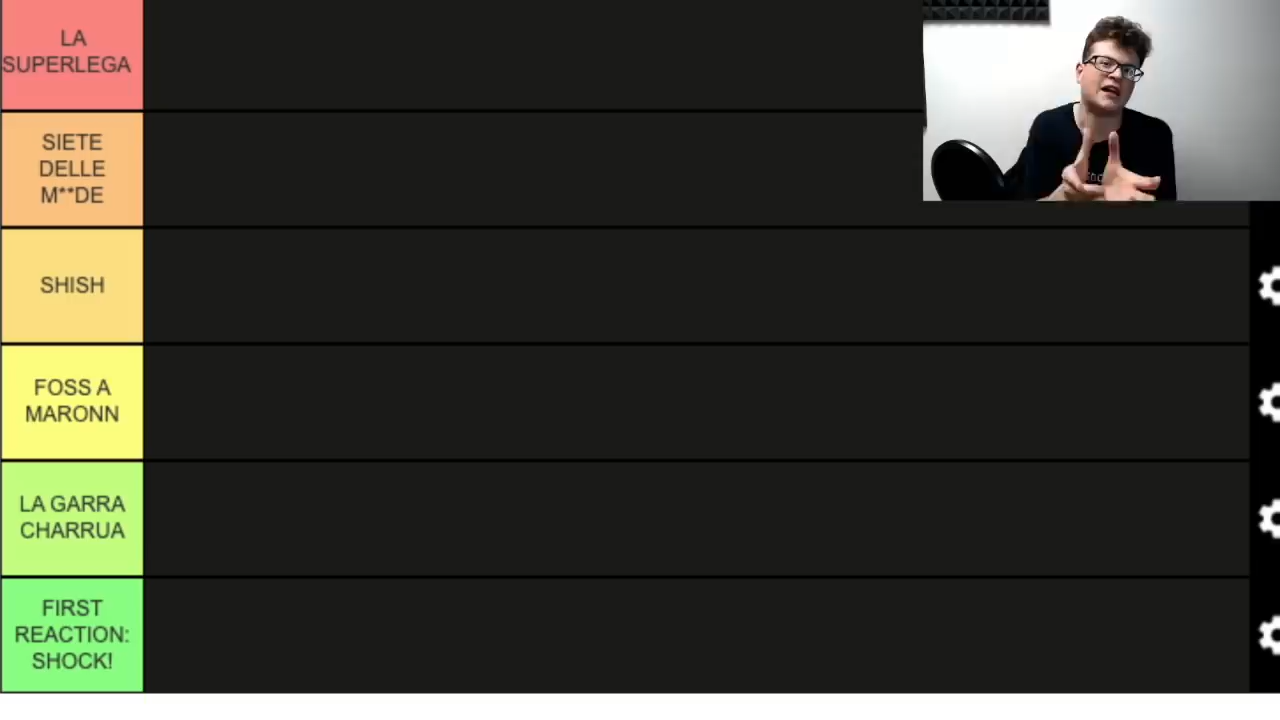 LA
SUPERLEGA
SIETE
DELLE
M**DE
SHISH
FOSS A
MARONN
LA GARRA
CHARRUA
FIRST
REACTION:
SHOCK!